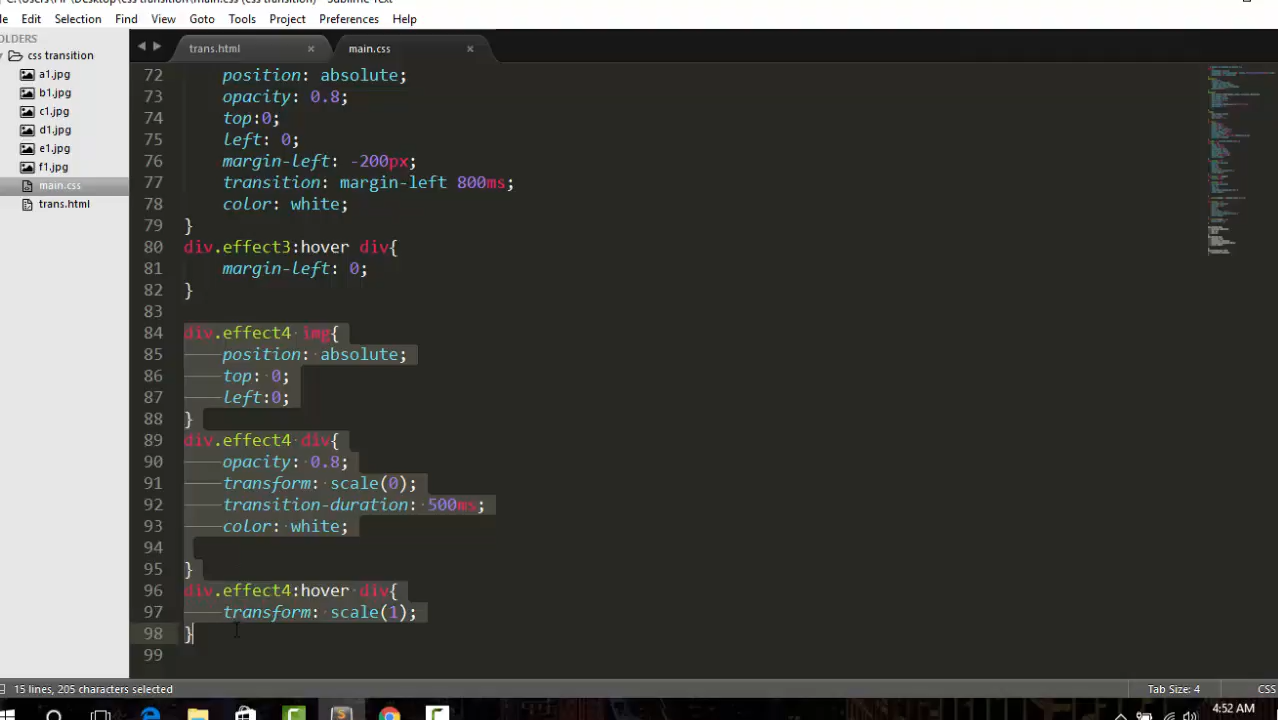 Edit Selection Find View Goto Tools Project Preferences Help
OLDERS
css transition
a1.jpg
b1.jpg
c1.jpg
d1.jpg
e1.jpg
f1.jpg
main.css
trans.html
trans.html × main.css ×
72 position: absolute;
73 opacity: 0.8;
74 top:0;
75 left: 0;
76 margin-left: -200px;
77 transition: margin-left 800ms;
78 color: white;
79 }
80 div.effect3:hover div{
81 margin-left: 0;
82 }
83
84 div.effect4 img{
85 position: absolute;
86 top: 0;
87 left:0;
88 }
89 div.effect4 div{
90 opacity: 0.8;
91 transform: scale(0);
92 transition-duration: 500ms;
93 color: white;
94
95 }
96 div.effect4:hover div{
97 transform: scale(1);
98 }
99
15 lines, 205 characters selected
Tab Size: 4
CSS
4:52 AM